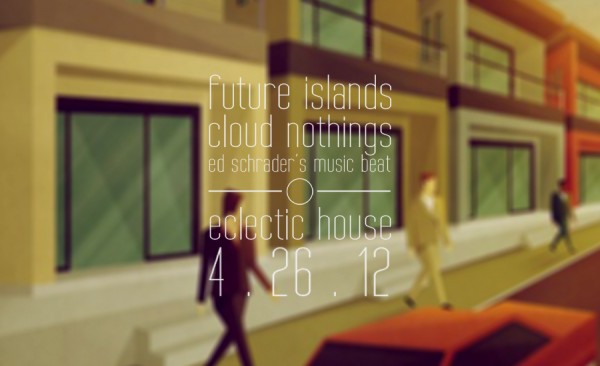 future islands
cloud nothings
ed schrader's music beat
eclectic house
4 . 26 . 12